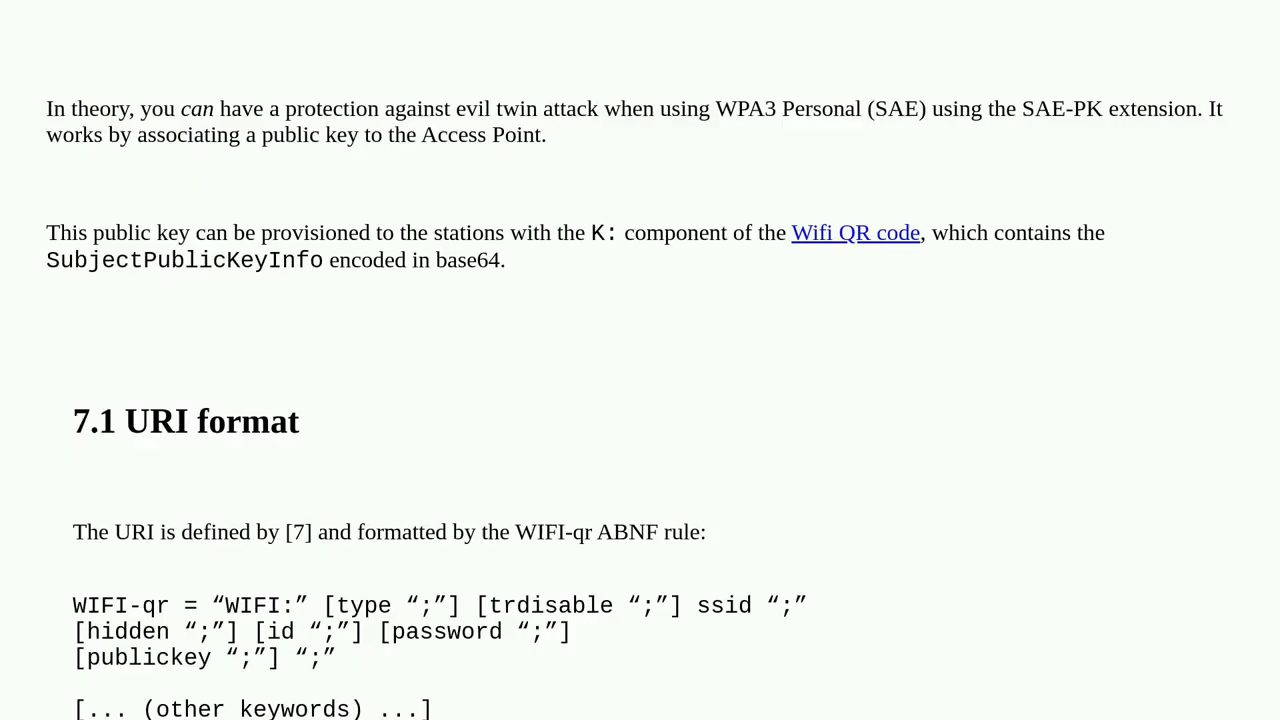 In theory, you can have a protection against evil twin attack when using WPA3 Personal (SAE) using the SAE-PK extension. It
works by associating a public key to the Access Point.
This public key can be provisioned to the stations with the K: component of the Wifi QR code, which contains the
SubjectPublicKeyInfo encoded in base64.
7.1 URI format
The URI is defined by [7] and formatted by the WIFI-qr ABNF rule:
WIFI-qr = “WIFI:” [type “;”] [trdisable “;”] ssid “;”
[hidden “;”] [id “;”] [password “;”]
[publickey “;”] “;”
[... (other keywords) ...]